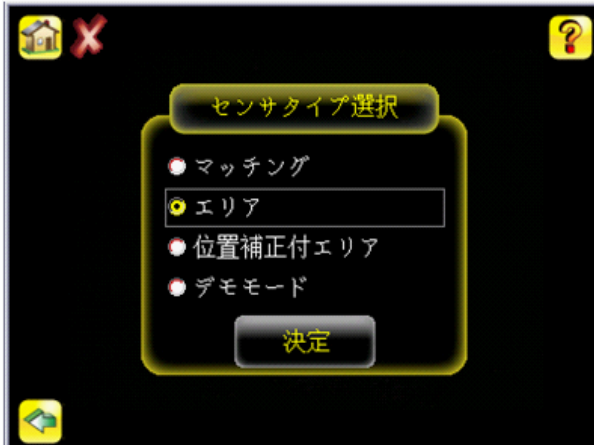 センサタイプ選択
マッチング
エリア
位置補正付エリア
デモモード
決定